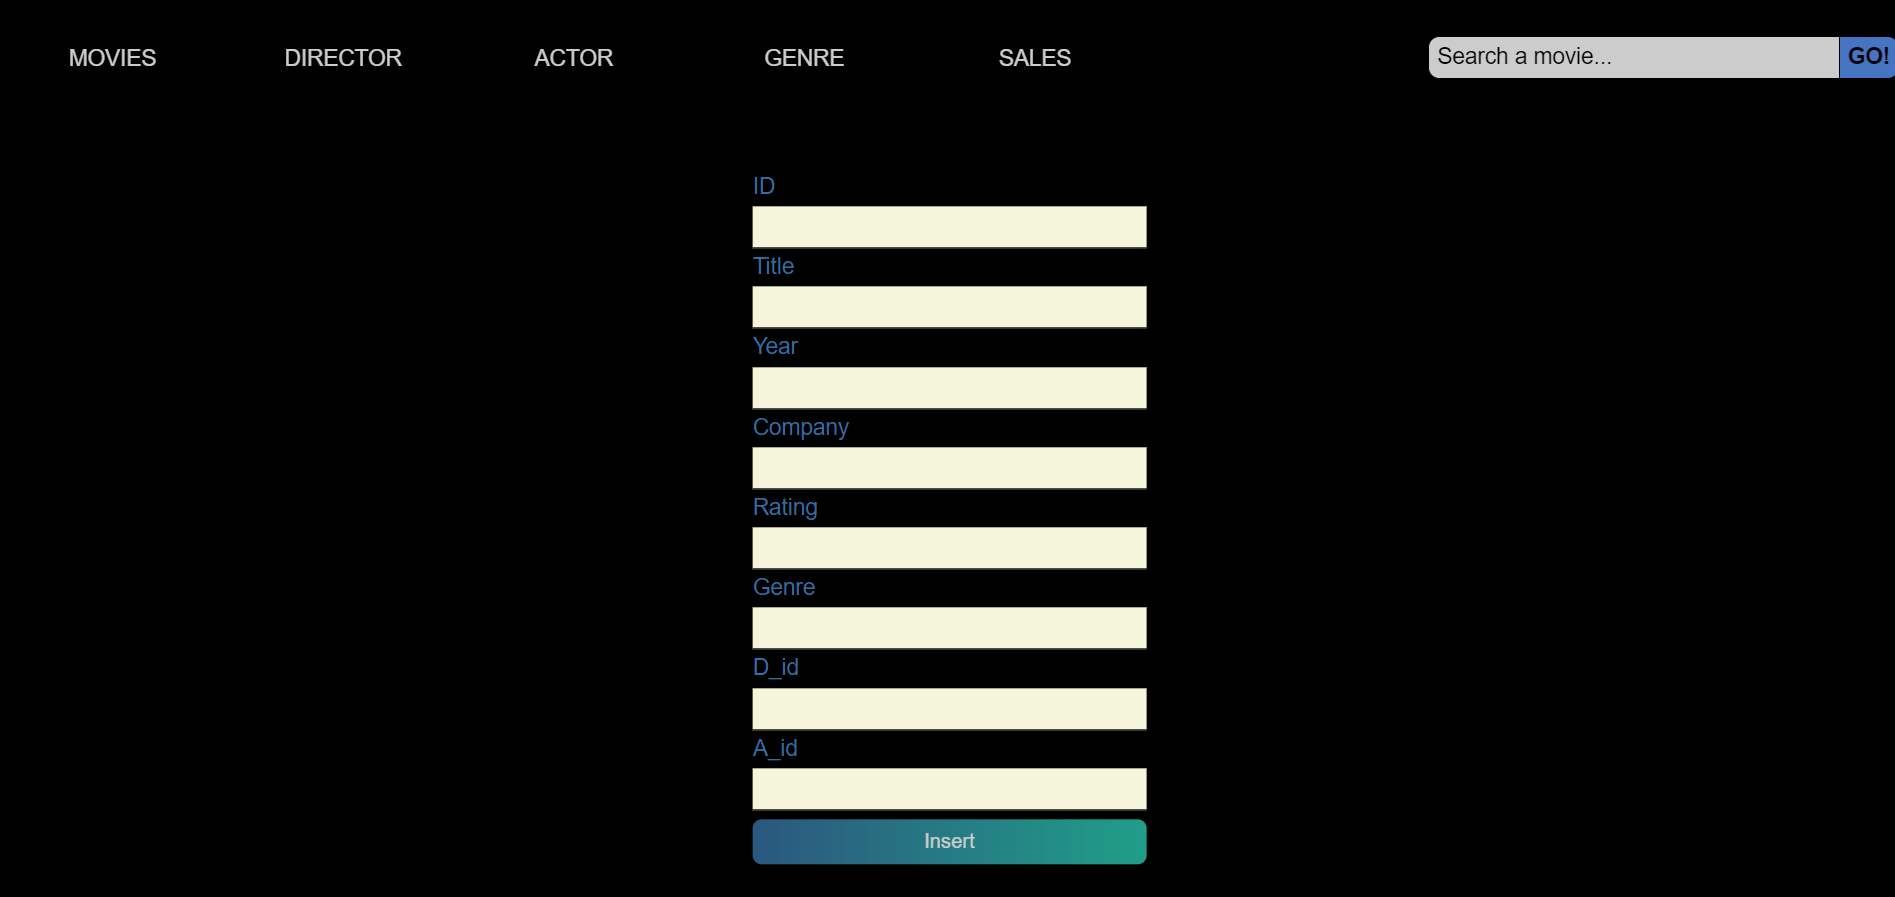 MOVIES DIRECTOR ACTOR GENRE SALES Search a movie... GO!
ID
Title
Year
Company
Rating
Genre
D_id
A_id
Insert